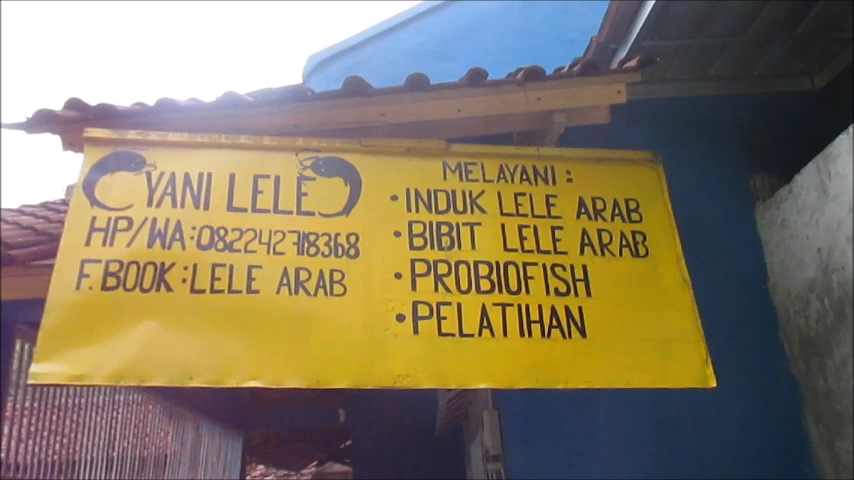 YANI LELE
HP/WA:082242718368
F.BOOK:LELE ARAB
MELAYANI:
•INDUK LELE ARAB
•BIBIT LELE ARAB
•PROBIOFISH
•PELATIHAN